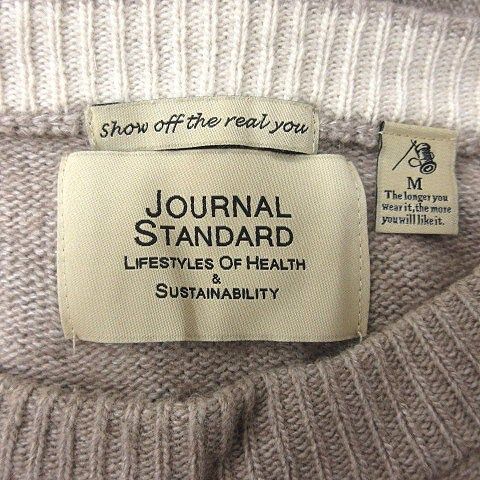 Show off the real you
JOURNAL
STANDARD
LIFESTYLES OF HEALTH
&
SUSTAINABILITY
M
The longer you
wear it, the more
you will like it.